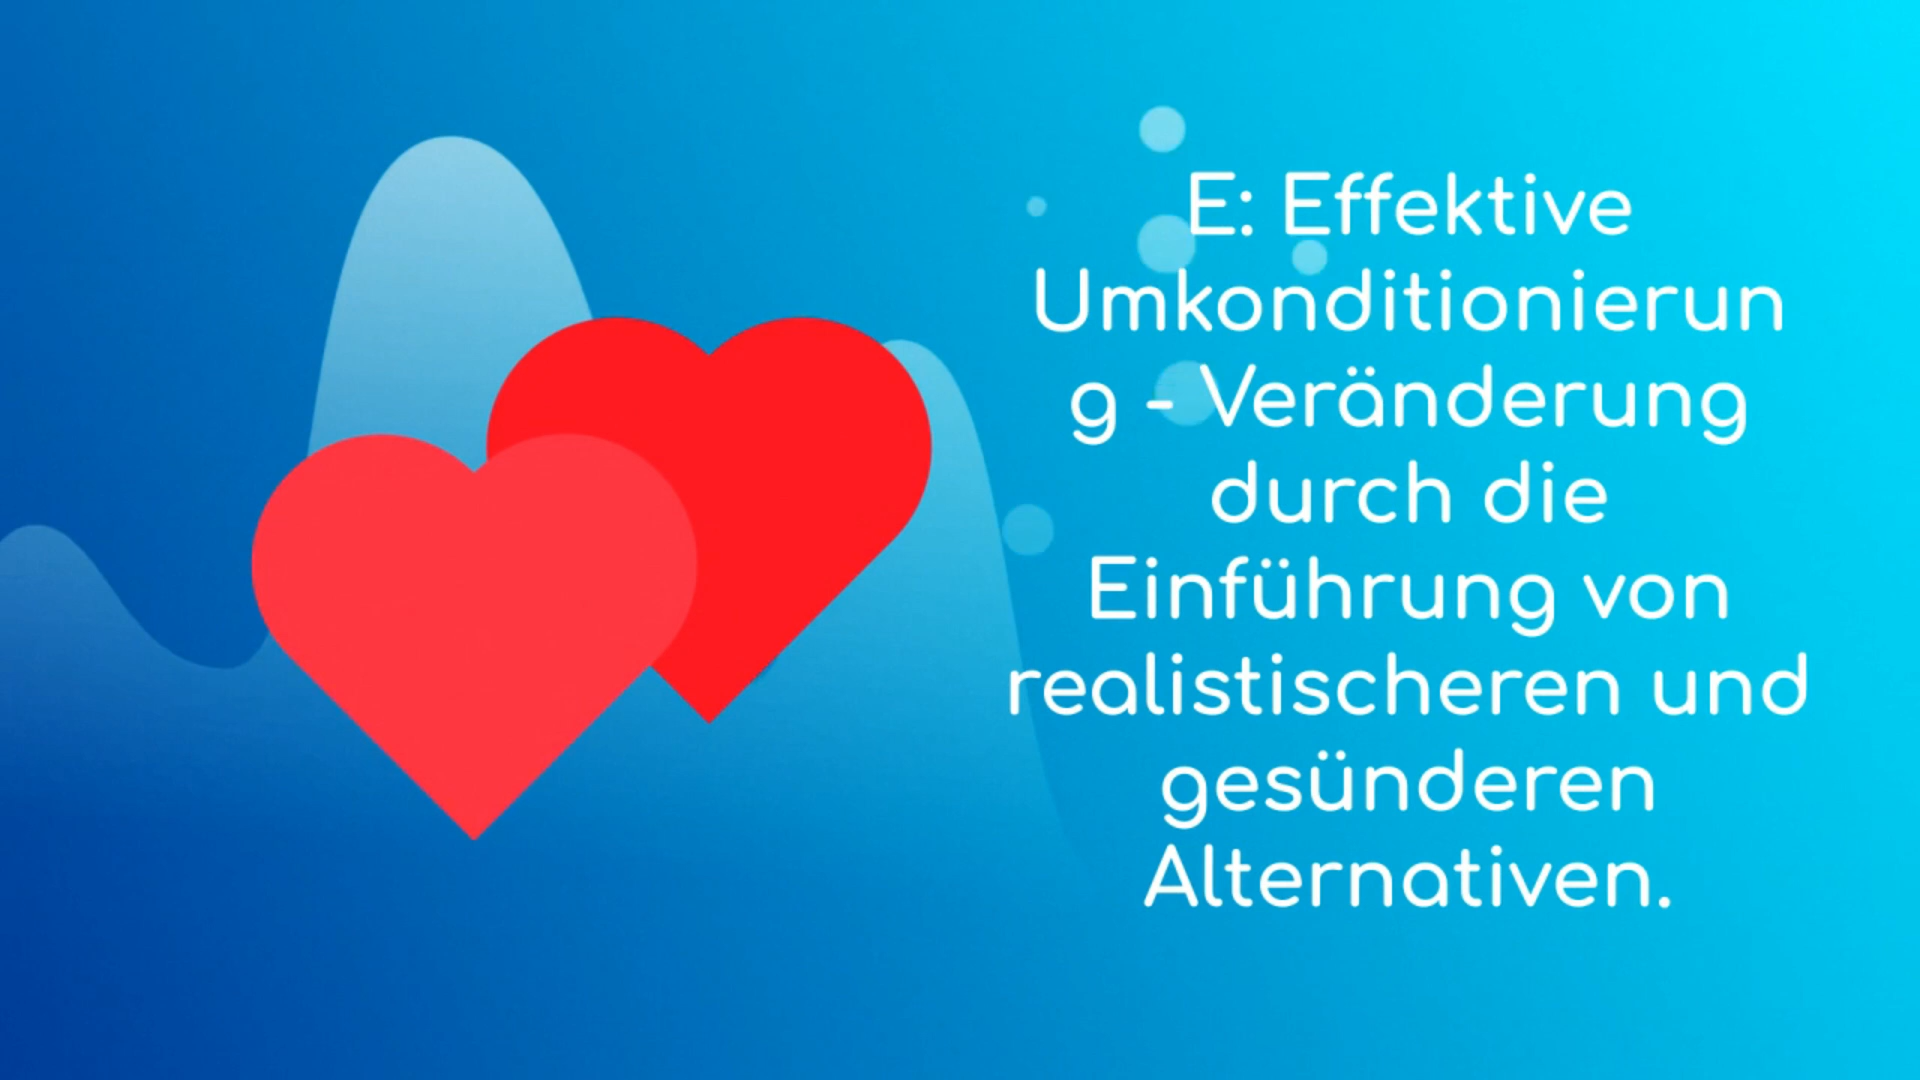 E: Effektive
Umkonditionierun
g - Veränderung
durch die
Einführung von
realistischeren und
gesünderen
Alternativen.